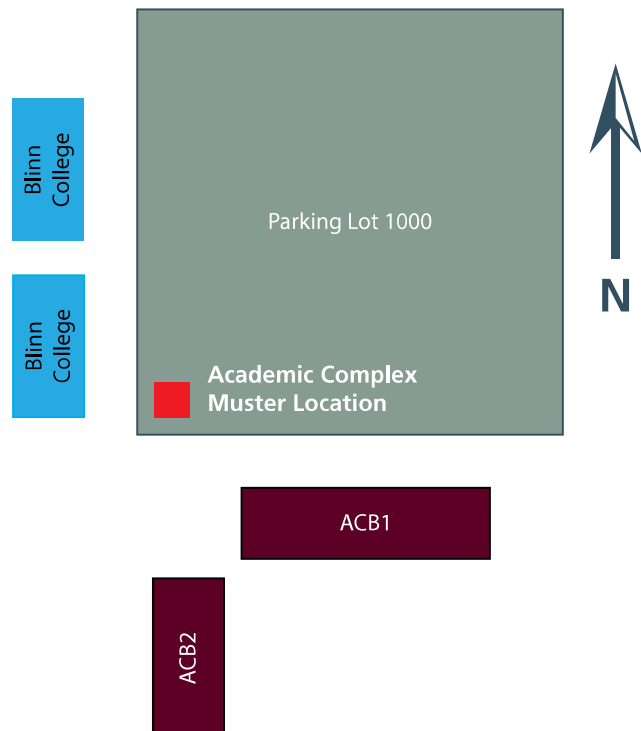 Blinn
College
Parking Lot 1000
N
Blinn
College
Academic Complex
Muster Location
ACB1
ACB2